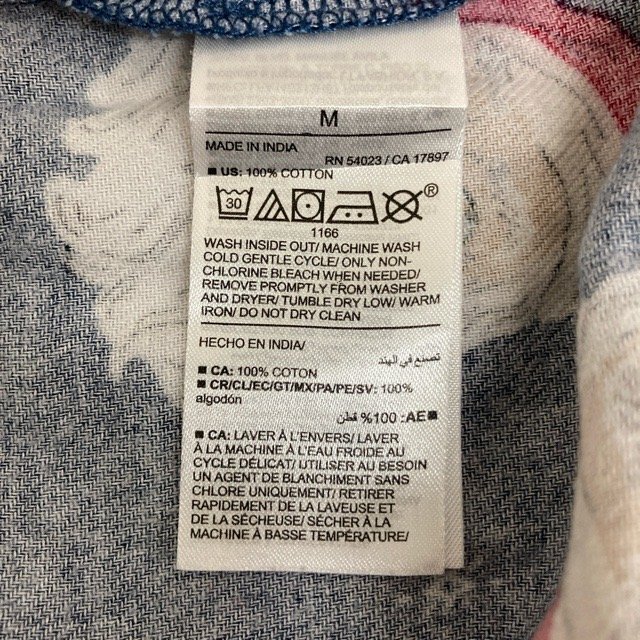 M
MADE IN INDIA
RN 54023 / CA 17897
■ US: 100% COTTON
30
®
1166
WASH INSIDE OUT/ MACHINE WASH
COLD GENTLE CYCLE/ ONLY NON-
CHLORINE BLEACH WHEN NEEDED/
REMOVE PROMPTLY FROM WASHER
AND DRYER/ TUMBLE DRY LOW/ WARM
IRON/ DO NOT DRY CLEAN
HECHO EN INDIA/
تصنع في الهند
■ CA: 100% COTON
■ CR/CL/EC/GT/MX/PA/PE/SV: 100%
algodón
■ AE: 100% قطن
■ CA: LAVER À L'ENVERS/ LAVER
À LA MACHINE À L'EAU FROIDE AU
CYCLE DÉLICAT/ UTILISER AU BESOIN
UN AGENT DE BLANCHIMENT SANS
CHLORE UNIQUEMENT/ RETIRER
RAPIDEMENT DE LA LAVEUSE ET
DE LA SÉCHEUSE/ SÉCHER À LA
MACHINE À BASSE TEMPÉRATURE/